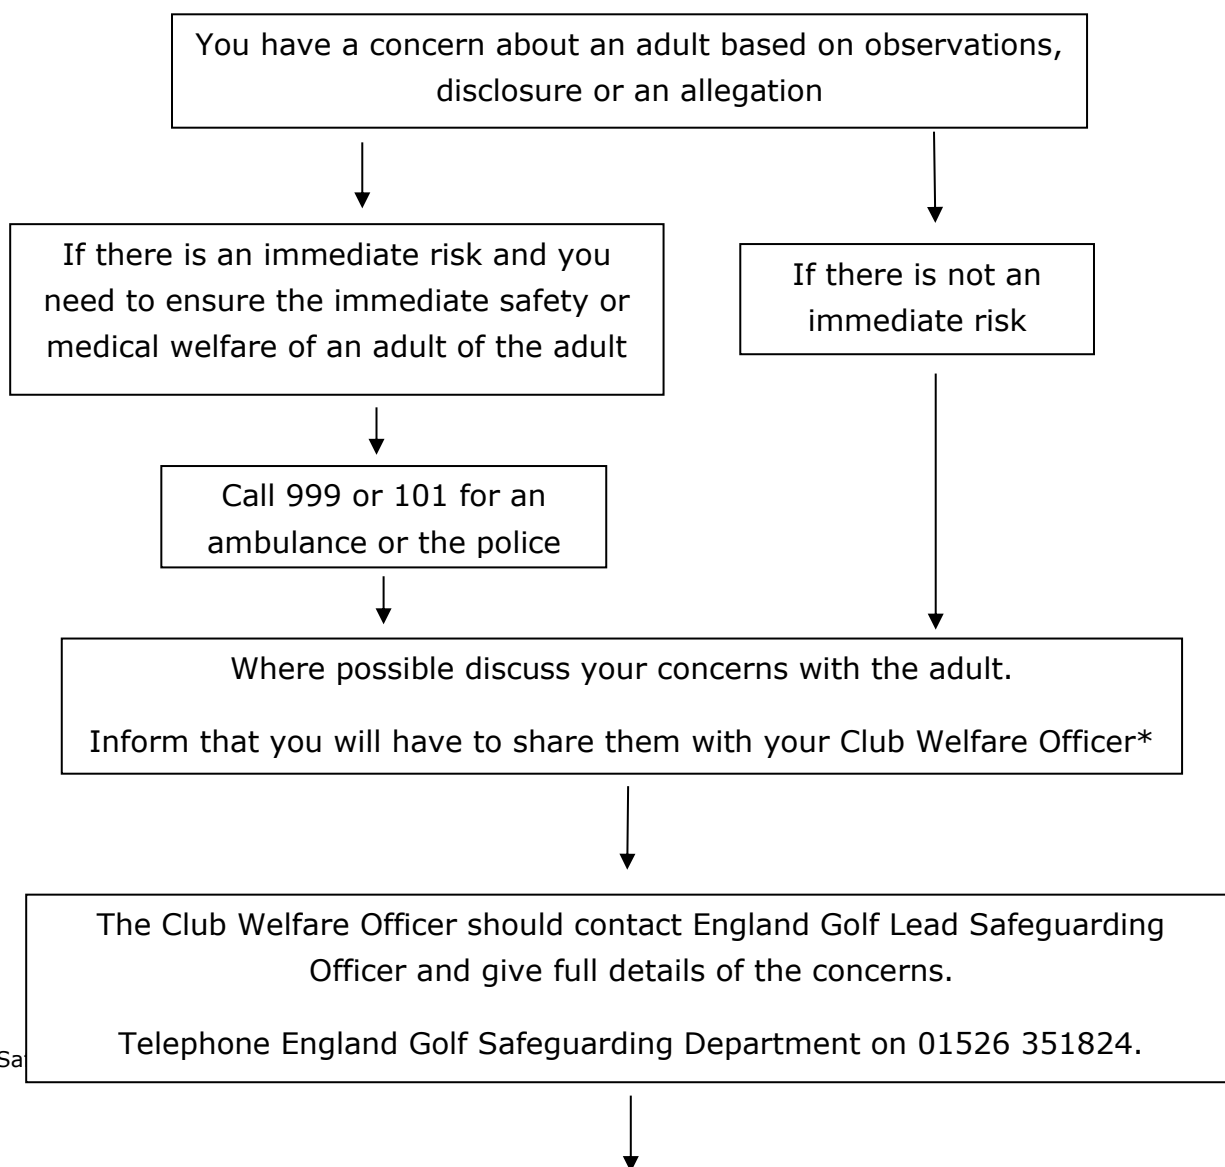 You have a concern about an adult based on observations,
disclosure or an allegation
If there is an immediate risk and you
need to ensure the immediate safety or
medical welfare of an adult of the adult
If there is not an
immediate risk
Call 999 or 101 for an
ambulance or the police
Where possible discuss your concerns with the adult.
Inform that you will have to share them with your Club Welfare Officer*
The Club Welfare Officer should contact England Golf Lead Safeguarding
Officer and give full details of the concerns.
Telephone England Golf Safeguarding Department on 01526 351824.